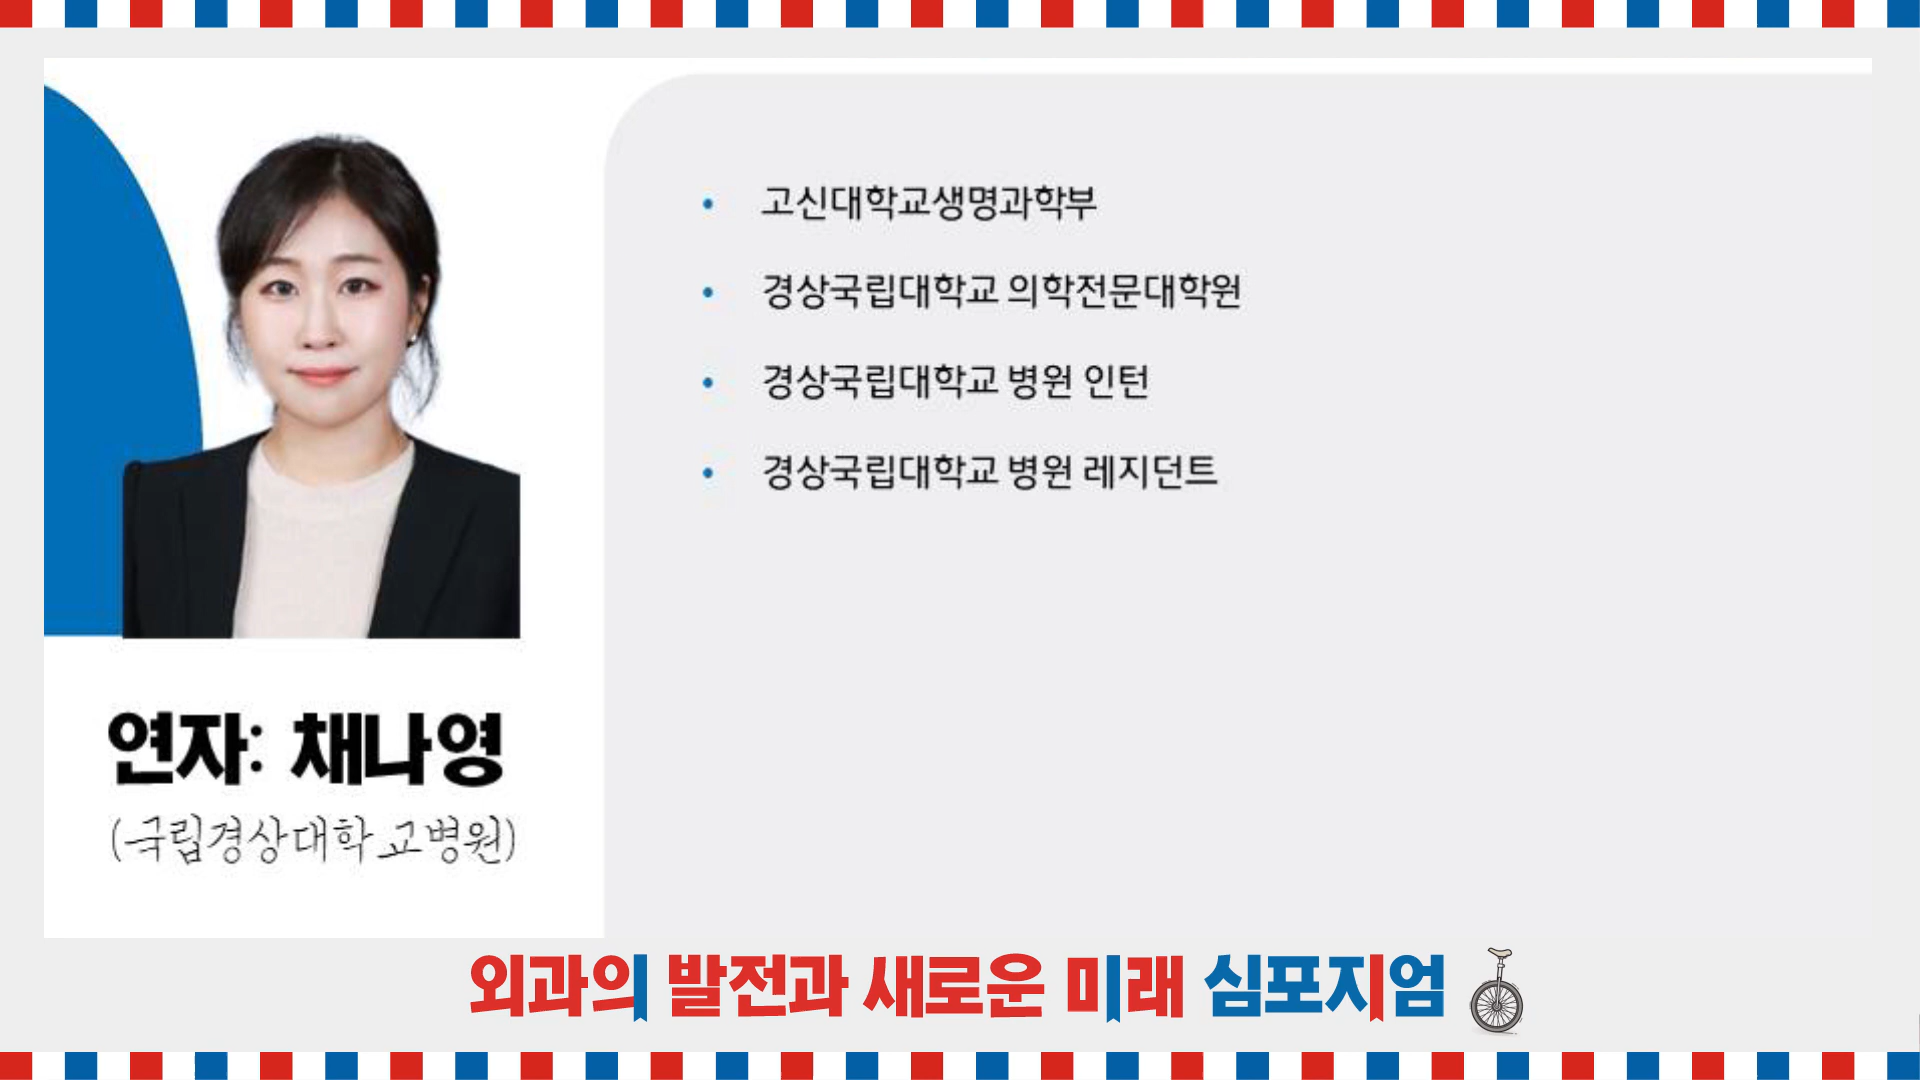 고신대학교생명과학부
경상국립대학교 의학전문대학원
경상국립대학교 병원 인턴
경상국립대학교 병원 레지던트
연자: 채나영
(국립경상대학교병원)
외과의 발전과 새로운 미래 심포지엄